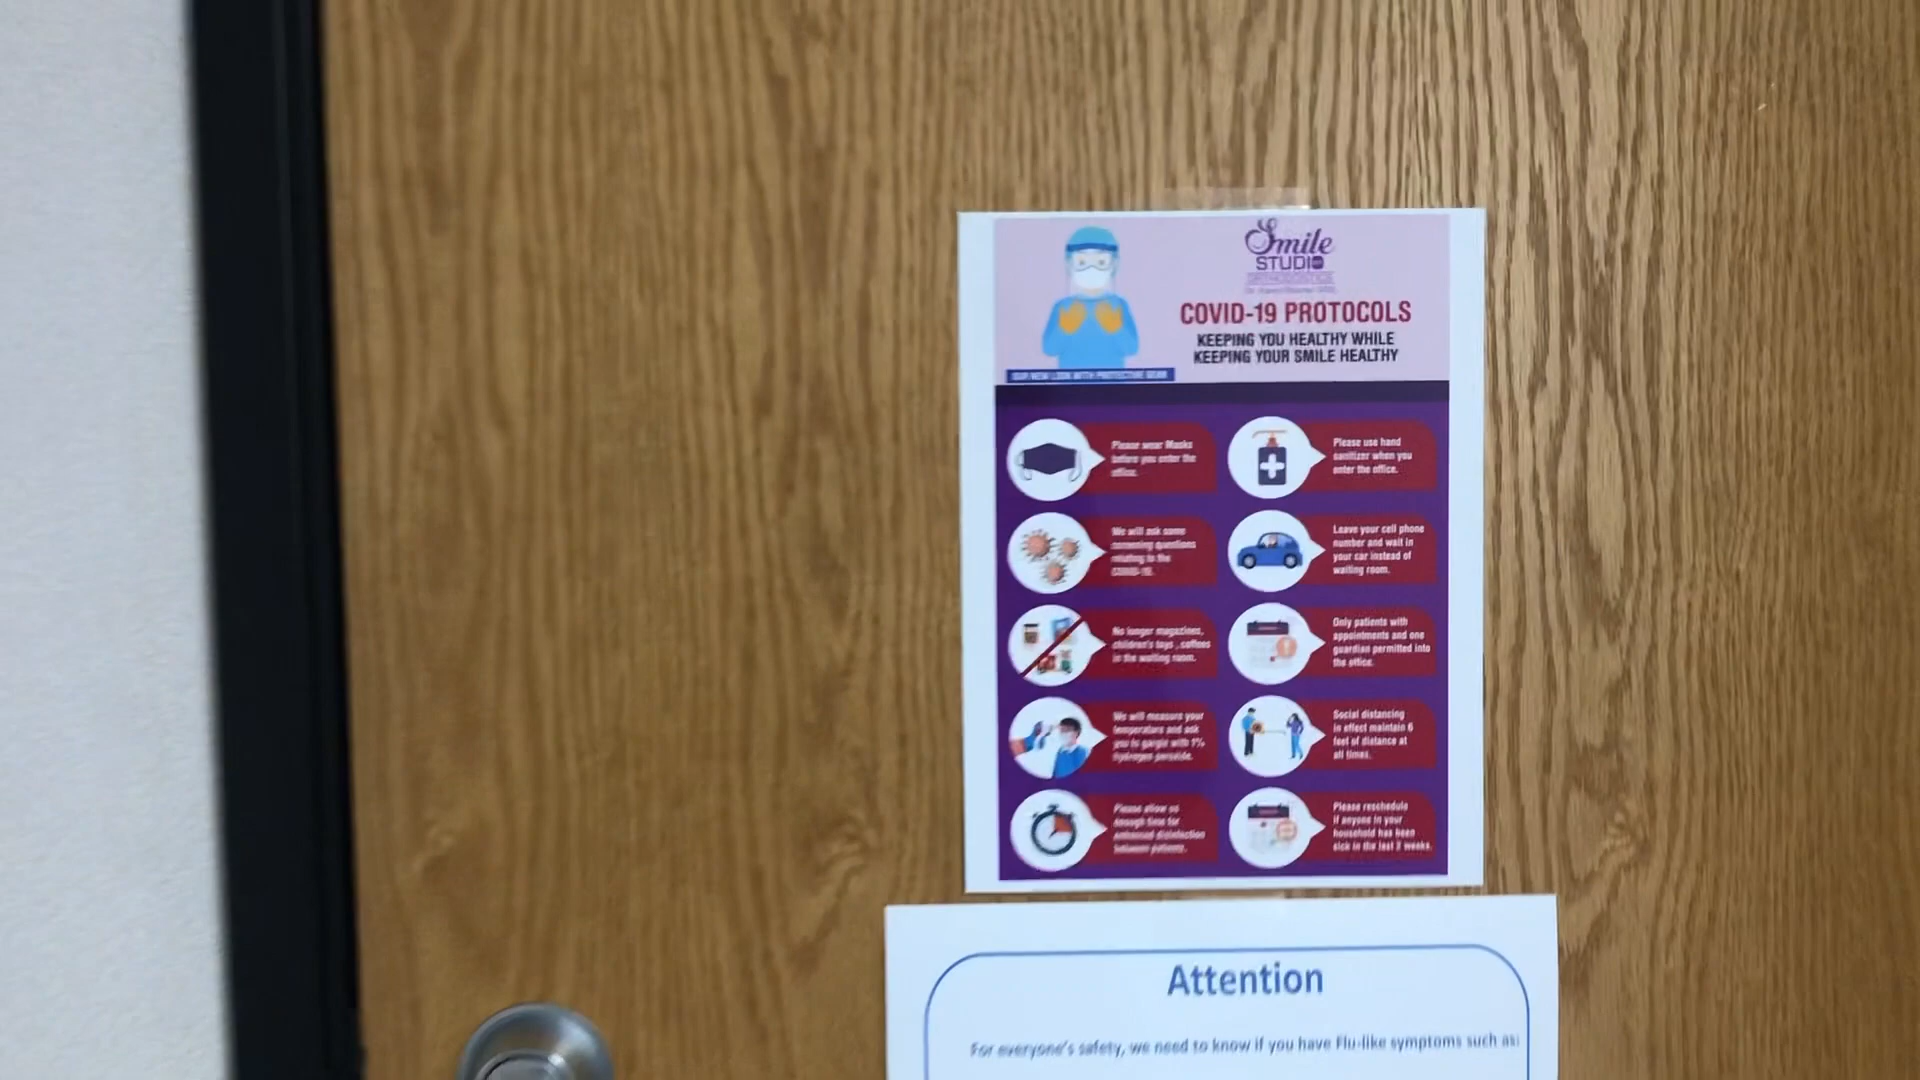 Smile
STUDIO
ORTHODONTICS
COVID-19 PROTOCOLS
KEEPING YOU HEALTHY WHILE
KEEPING YOUR SMILE HEALTHY
OUR NEW LOOK WITH PROTECTIVE GEAR
Please wear Masks
before you enter the
office.
Please use hand
sanitizer when you
enter the office.
We will ask some
screening questions
relating to the
COVID-19.
Leave your cell phone
number and wait in
your car instead of
waiting room.
No longer magazines,
children's toys , coffees
in the waiting room.
Only patients with
appointments and one
guardian permitted into
the office.
We will measure your
temperature and ask
you to gargle with 1%
hydrogen peroxide.
Social distancing
in effect maintain 6
feet of distance at
all times.
Please allow us
enough time for
enhanced disinfection
between patients.
Please reschedule
if anyone in your
household has been
sick in the last 2 weeks.
Attention
For everyone's safety, we need to know if you have Flu-like symptoms such as: